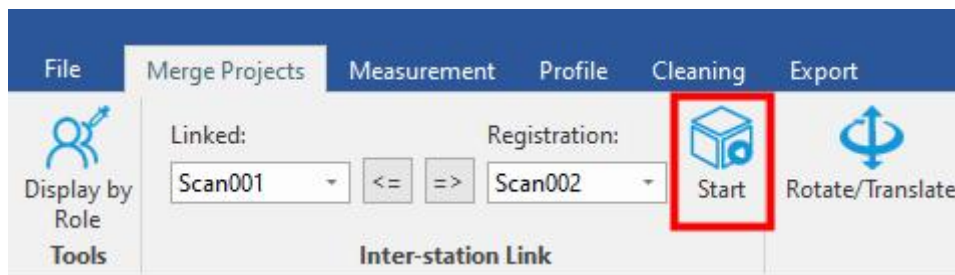 File Merge Projects Measurement Profile Cleaning Export
Linked: Registration:
Scan001 <= => Scan002
Display by Role
Start
Rotate/Translate
Tools
Inter-station Link